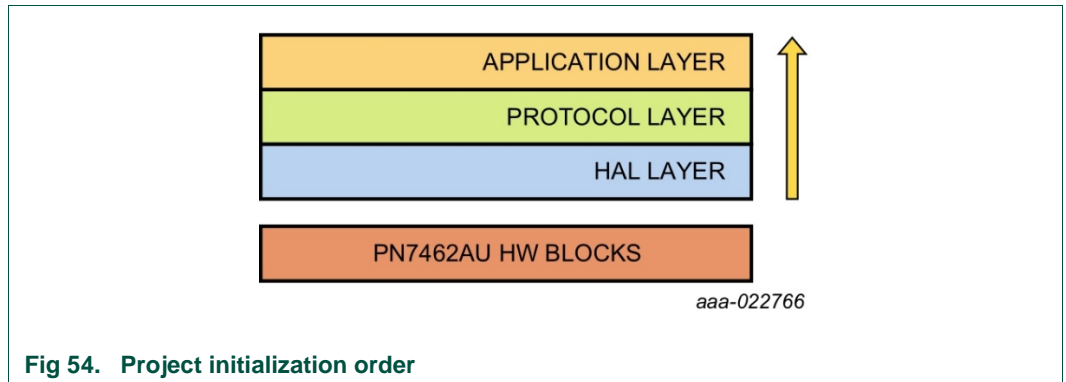 APPLICATION LAYER
PROTOCOL LAYER
HAL LAYER
PN7462AU HW BLOCKS
aaa-022766
Fig 54. Project initialization order